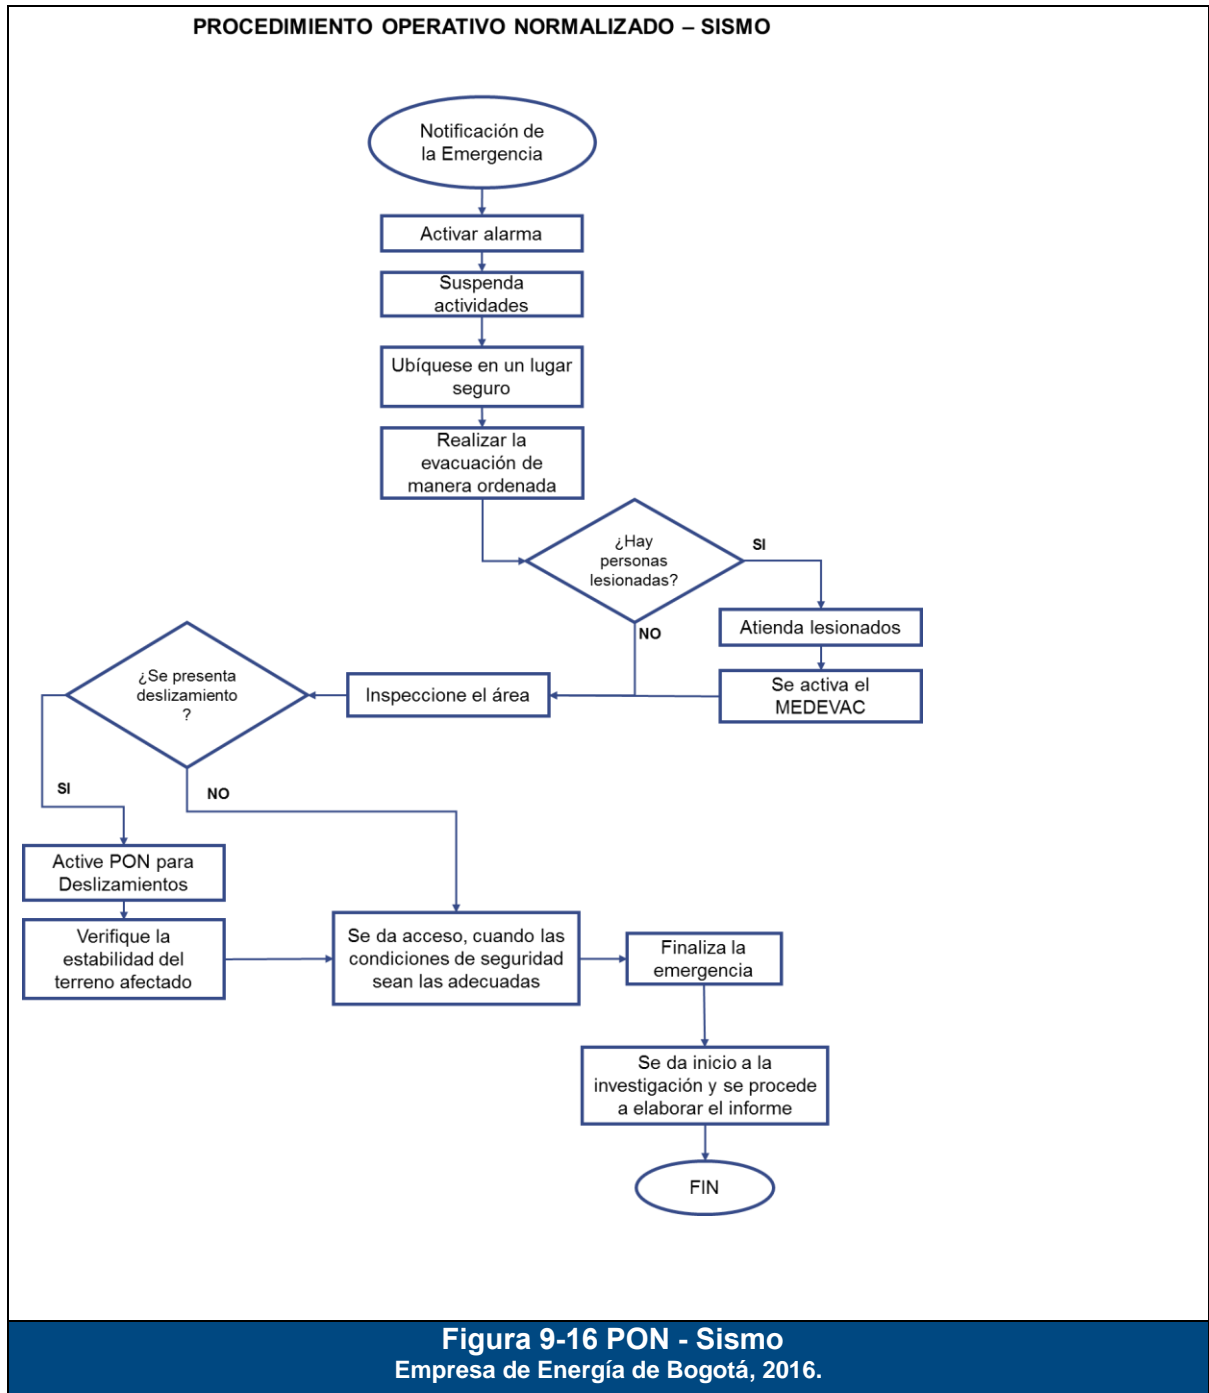 PROCEDIMIENTO OPERATIVO NORMALIZADO – SISMO
Notificación de
la Emergencia
Activar alarma
Suspenda
actividades
Ubíquese en un lugar
seguro
Realizar la
evacuación de
manera ordenada
¿Hay
personas
lesionadas?
SI
NO
Atienda lesionados
Se activa el
MEDEVAC
Inspeccione el área
¿Se presenta
deslizamiento
?
SI
NO
Active PON para
Deslizamientos
Verifique la
estabilidad del
terreno afectado
Se da acceso, cuando las
condiciones de seguridad
sean las adecuadas
Finaliza la
emergencia
Se da inicio a la
investigación y se procede
a elaborar el informe
FIN
Figura 9-16 PON - Sismo
Empresa de Energía de Bogotá, 2016.